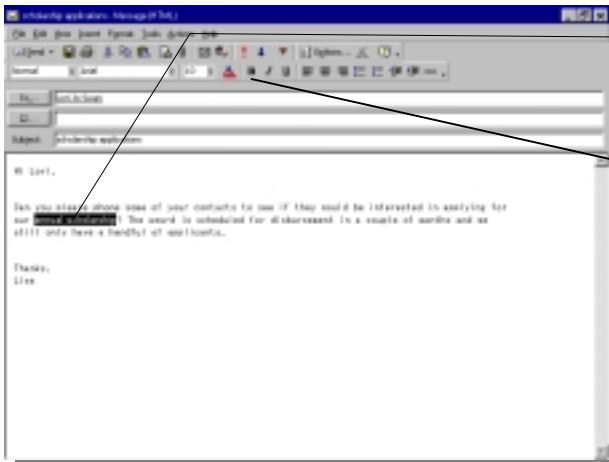 scholarship applications - Message (HTML)
File Edit View Insert Format Tools Actions Help
Send Options...
Normal Arial 10
To...
Cc...
Subject: scholarship applications
Hi Lori,
Can you please phone some of your contacts to see if they would be interested in applying for
our annual scholarship? The award is scheduled for disbursement in a couple of months and we
still only have a handful of applicants.
Thanks,
Lisa